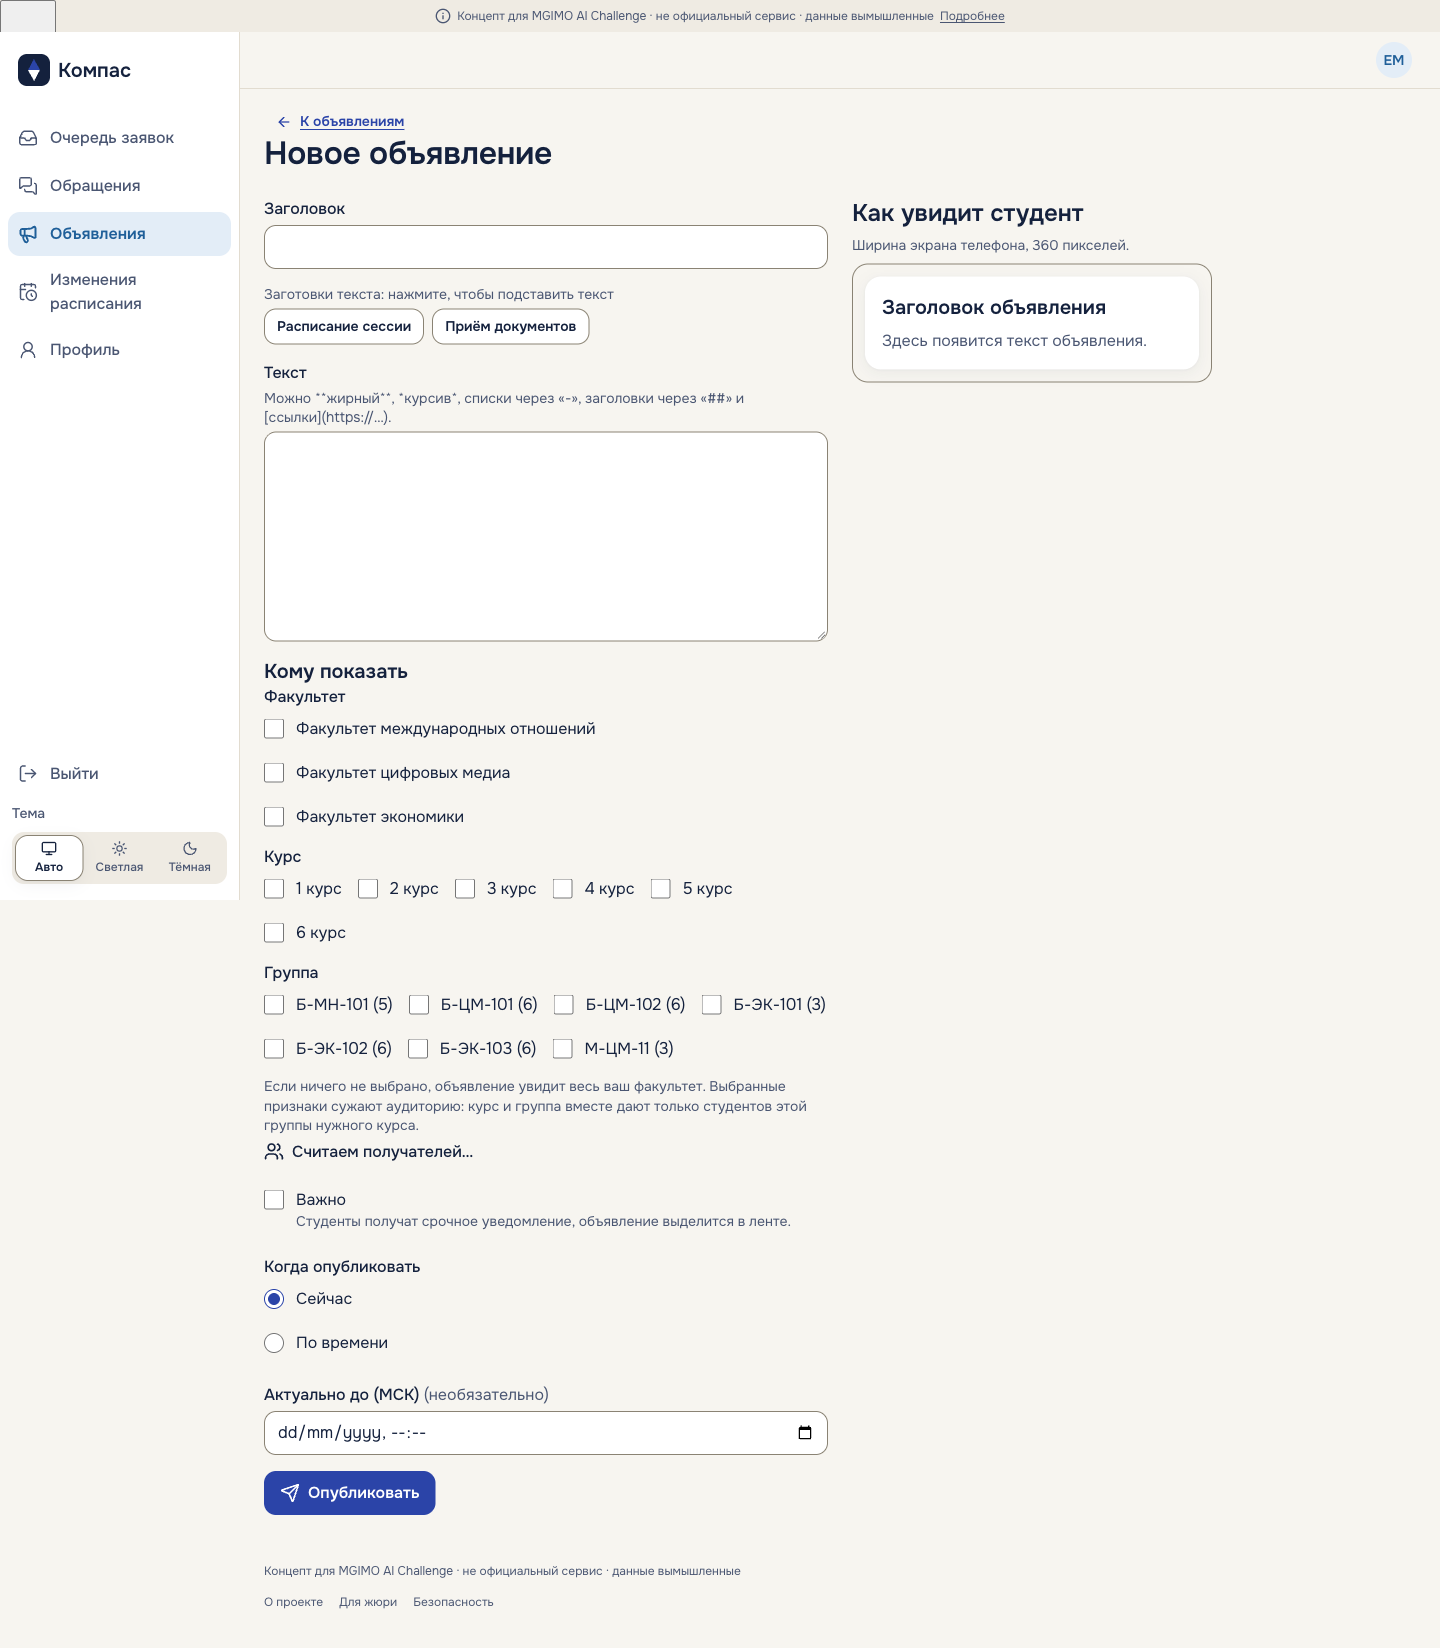 Концепт для MGIMO AI Challenge · не официальный сервис · данные вымышленные Подробнее
Компас
EM
Очередь заявок
Обращения
Объявления
Изменения
расписания
Профиль
Выйти
Тема
Авто
Светлая
Тёмная
К объявлениям
Новое объявление
Заголовок
Заготовки текста: нажмите, чтобы подставить текст
Расписание сессии
Приём документов
Текст
Можно **жирный**, *курсив*, списки через «-», заголовки через «##» и
[ссылки](https://...).
Кому показать
Факультет
Факультет международных отношений
Факультет цифровых медиа
Факультет экономики
Курс
1 курс
2 курс
3 курс
4 курс
5 курс
6 курс
Группа
Б-МН-101 (5)
Б-ЦМ-101 (6)
Б-ЦМ-102 (6)
Б-ЭК-101 (3)
Б-ЭК-102 (6)
Б-ЭК-103 (6)
М-ЦМ-11 (3)
Если ничего не выбрано, объявление увидит весь ваш факультет. Выбранные
признаки сужают аудиторию: курс и группа вместе дают только студентов этой
группы нужного курса.
Считаем получателей...
Важно
Студенты получат срочное уведомление, объявление выделится в ленте.
Когда опубликовать
Сейчас
По времени
Актуально до (МСК) (необязательно)
dd/mm/yyyy, --:--
Опубликовать
Как увидит студент
Ширина экрана телефона, 360 пикселей.
Заголовок объявления
Здесь появится текст объявления.
Концепт для MGIMO AI Challenge · не официальный сервис · данные вымышленные
О проекте
Для жюри
Безопасность